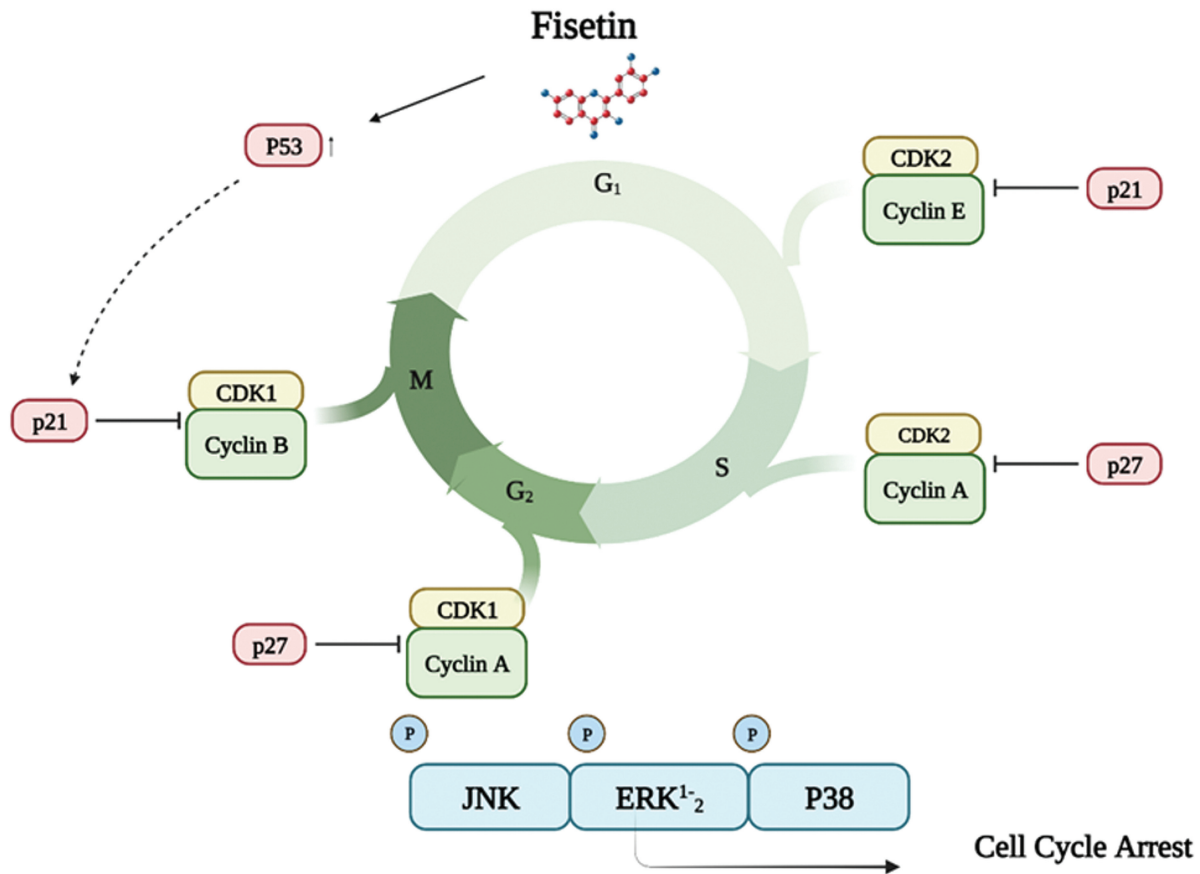 Fisetin
P53 ↑
G₁
CDK2
Cyclin E
p21
M
CDK1
Cyclin B
p21
S
CDK2
Cyclin A
p27
G₂
CDK1
Cyclin A
p27
P
P
P
JNK
ERK¹⁻₂
P38
Cell Cycle Arrest